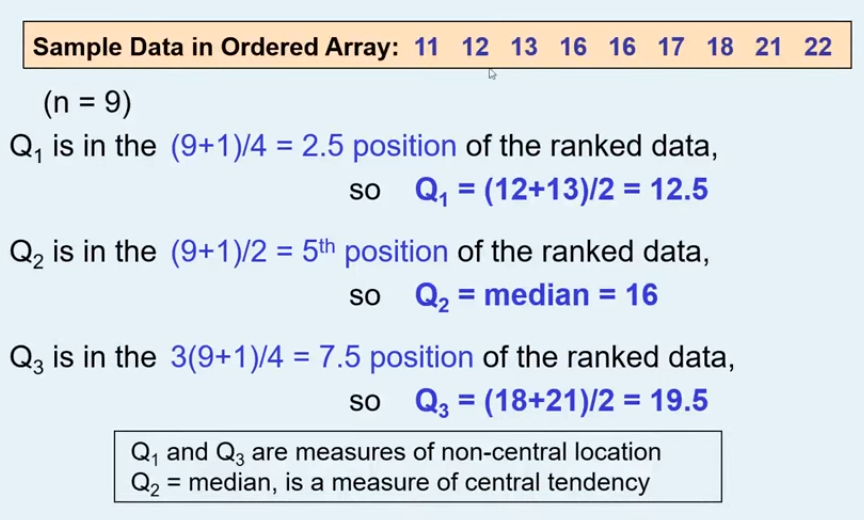 Sample Data in Ordered Array: 11 12 13 16 16 17 18 21 22
(n = 9)
Q₁ is in the (9+1)/4 = 2.5 position of the ranked data,
so Q₁ = (12+13)/2 = 12.5
Q₂ is in the (9+1)/2 = 5ᵗʰ position of the ranked data,
so Q₂ = median = 16
Q₃ is in the 3(9+1)/4 = 7.5 position of the ranked data,
so Q₃ = (18+21)/2 = 19.5
Q₁ and Q₃ are measures of non-central location
Q₂ = median, is a measure of central tendency